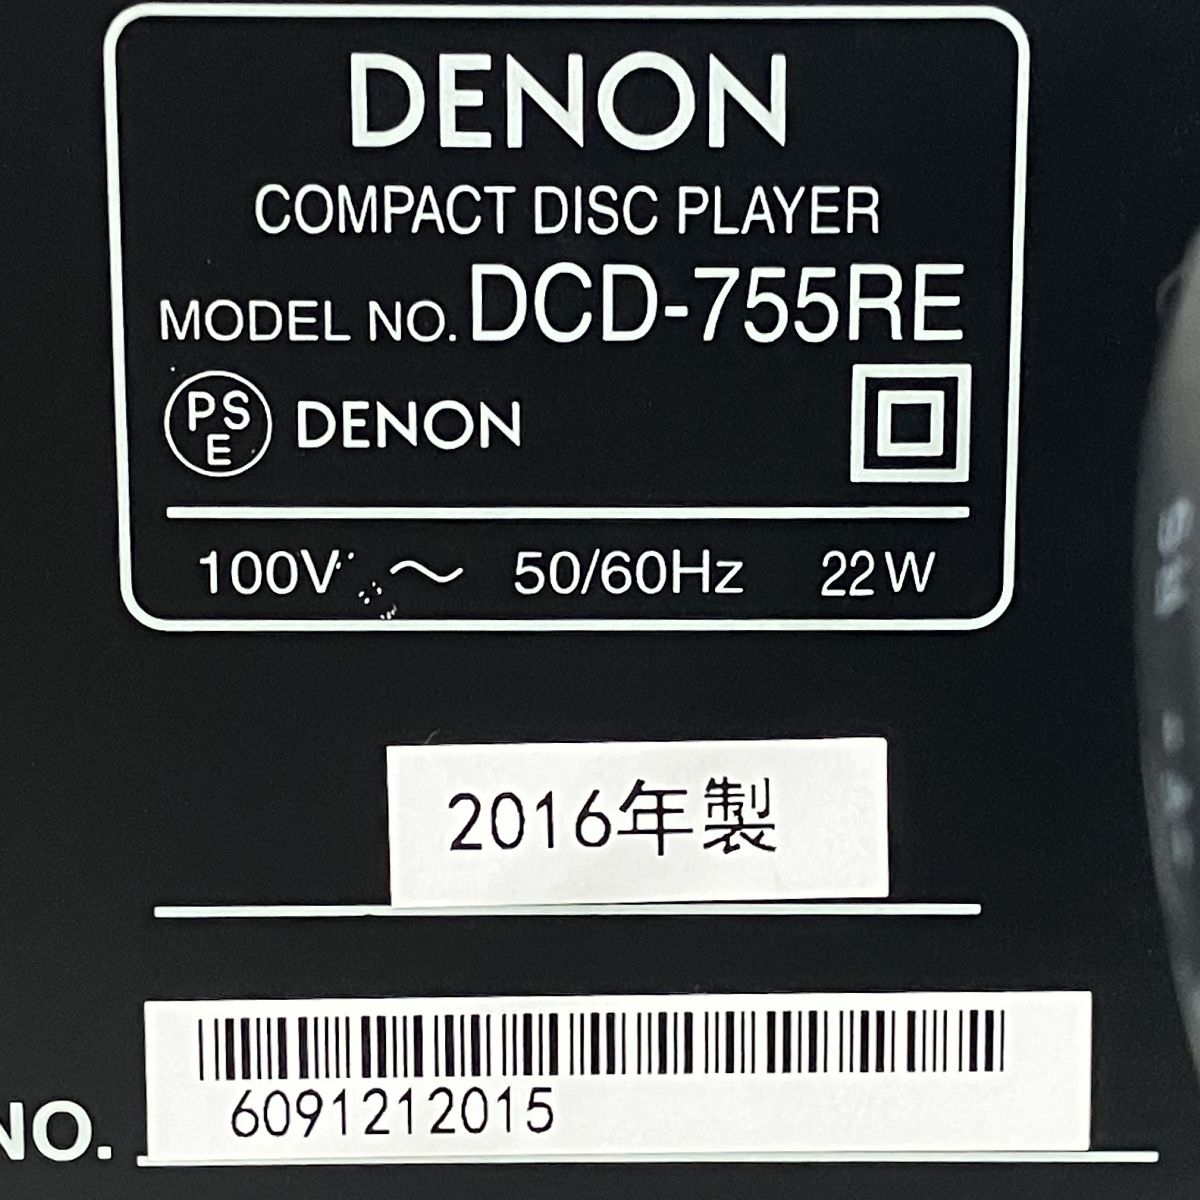 DENON
COMPACT DISC PLAYER
MODEL NO. DCD-755RE
PS
E
DENON
100V ～ 50/60Hz 22W
2016年製
NO. 6091212015